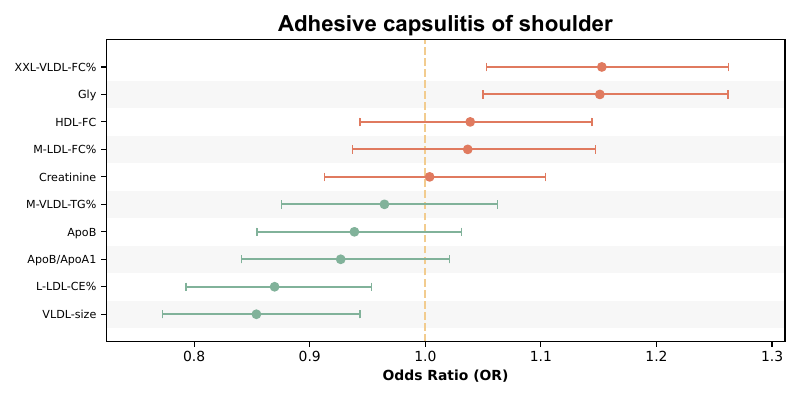 Adhesive capsulitis of shoulder
XXL-VLDL-FC%
Gly
HDL-FC
M-LDL-FC%
Creatinine
M-VLDL-TG%
ApoB
ApoB/ApoA1
L-LDL-CE%
VLDL-size
0.8 0.9 1.0 1.1 1.2 1.3
Odds Ratio (OR)